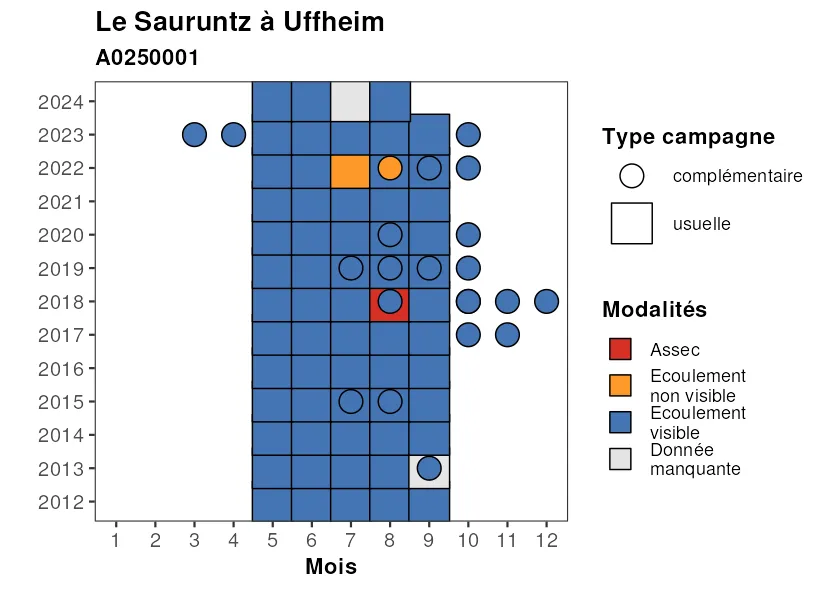 Le Sauruntz à Uffheim
A0250001
2024
2023
2022
2021
2020
2019
2018
2017
2016
2015
2014
2013
2012
1 2 3 4 5 6 7 8 9 10 11 12
Mois
Type campagne
complémentaire
usuelle
Modalités
Assec
Ecoulement
non visible
Ecoulement
visible
Donnée
manquante